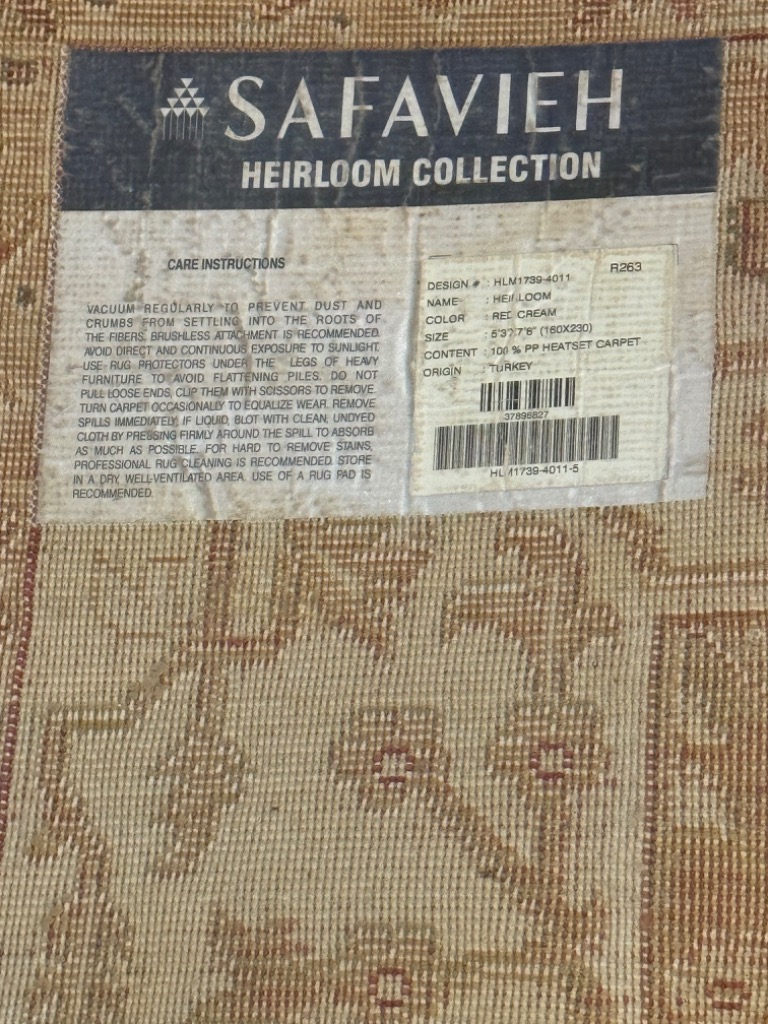 SAFAVIEH
HEIRLOOM COLLECTION
CARE INSTRUCTIONS
VACUUM REGULARLY TO PREVENT DUST AND
CRUMBS FROM SETTLING INTO THE ROOTS OF
THE FIBERS. BRUSHLESS ATTACHMENT IS RECOMMENDED.
AVOID DIRECT AND CONTINUOUS EXPOSURE TO SUNLIGHT.
USE RUG PROTECTORS UNDER THE LEGS OF HEAVY
FURNITURE TO AVOID FLATTENING PILES. DO NOT
PULL LOOSE ENDS, CLIP THEM WITH SCISSORS TO REMOVE.
TURN CARPET OCCASIONALLY TO EQUALIZE WEAR. REMOVE
SPILLS IMMEDIATELY, IF LIQUID, BLOT WITH CLEAN, UNDYED
CLOTH BY PRESSING FIRMLY AROUND THE SPILL TO ABSORB
AS MUCH AS POSSIBLE. FOR HARD TO REMOVE STAINS,
PROFESSIONAL RUG CLEANING IS RECOMMENDED. STORE
IN A DRY, WELL-VENTILATED AREA. USE OF A RUG PAD IS
RECOMMENDED.
R263
DESIGN # : HLM1739-4011
NAME : HEIRLOOM
COLOR : RED CREAM
SIZE : 5'3"X7'6" (160X230)
CONTENT : 100 % PP HEATSET CARPET
ORIGIN : TURKEY
37898827
HLM1739-4011-5